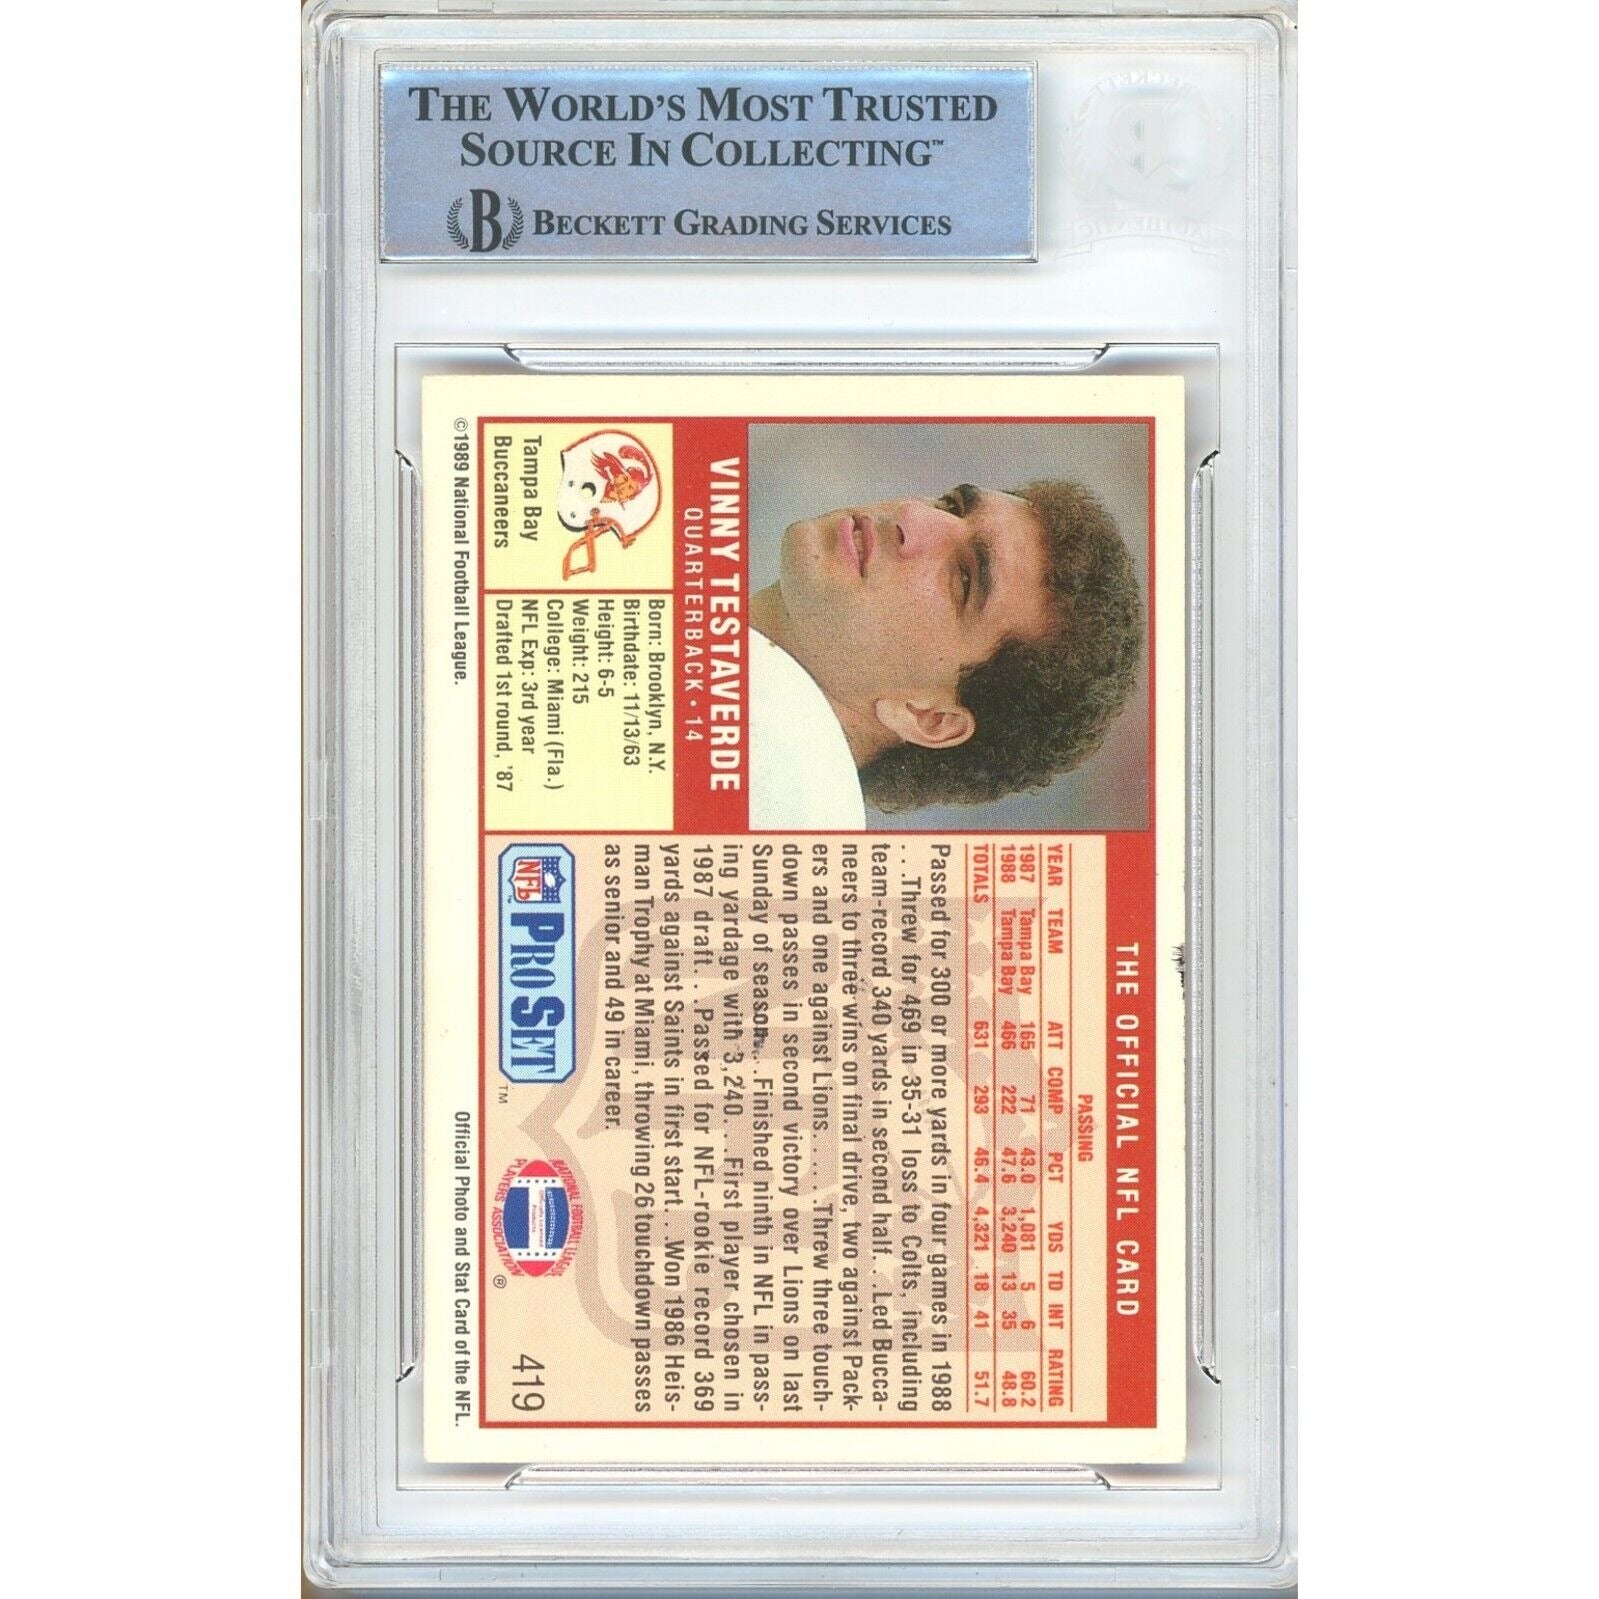 THE WORLD'S MOST TRUSTED
SOURCE IN COLLECTING™
B BECKETT GRADING SERVICES
THE OFFICIAL NFL CARD
VINNY TESTAVERDE
QUARTERBACK • 14
Tampa Bay
Buccaneers
Born: Brooklyn, N.Y.
Birthdate: 11/13/63
Height: 6-5
Weight: 215
College: Miami (Fla.)
NFL Exp: 3rd year
Drafted 1st round, '87
PASSING
YEAR TEAM ATT COMP PCT YDS TD INT RATING
1987 Tampa Bay 165 71 43.0 1,081 5 6 60.2
1988 Tampa Bay 466 222 47.6 3,240 13 35 48.8
TOTALS 631 293 46.4 4,321 18 41 51.7
Passed for 300 or more yards in four games in 1988
. . .Threw for 469 in 35-31 loss to Colts, including
team-record 340 yards in second half. . .Led Bucca-
neers to three wins on final drive, two against Pack-
ers and one against Lions. . . . .Threw three touch-
down passes in second victory over Lions on last
Sunday of season. . .Finished ninth in NFL in pass-
ing yardage with 3,240. . .First player chosen in
1987 draft. . .Passed for NFL-rookie record 369
yards against Saints in first start. . .Won 1986 Heis-
man Trophy at Miami, throwing 26 touchdown passes
as senior and 49 in career.
NFL PRO SET ™
NATIONAL FOOTBALL LEAGUE
PLAYERS ASSOCIATION ®
419
©1989 National Football League.
Official Photo and Stat Card of the NFL.